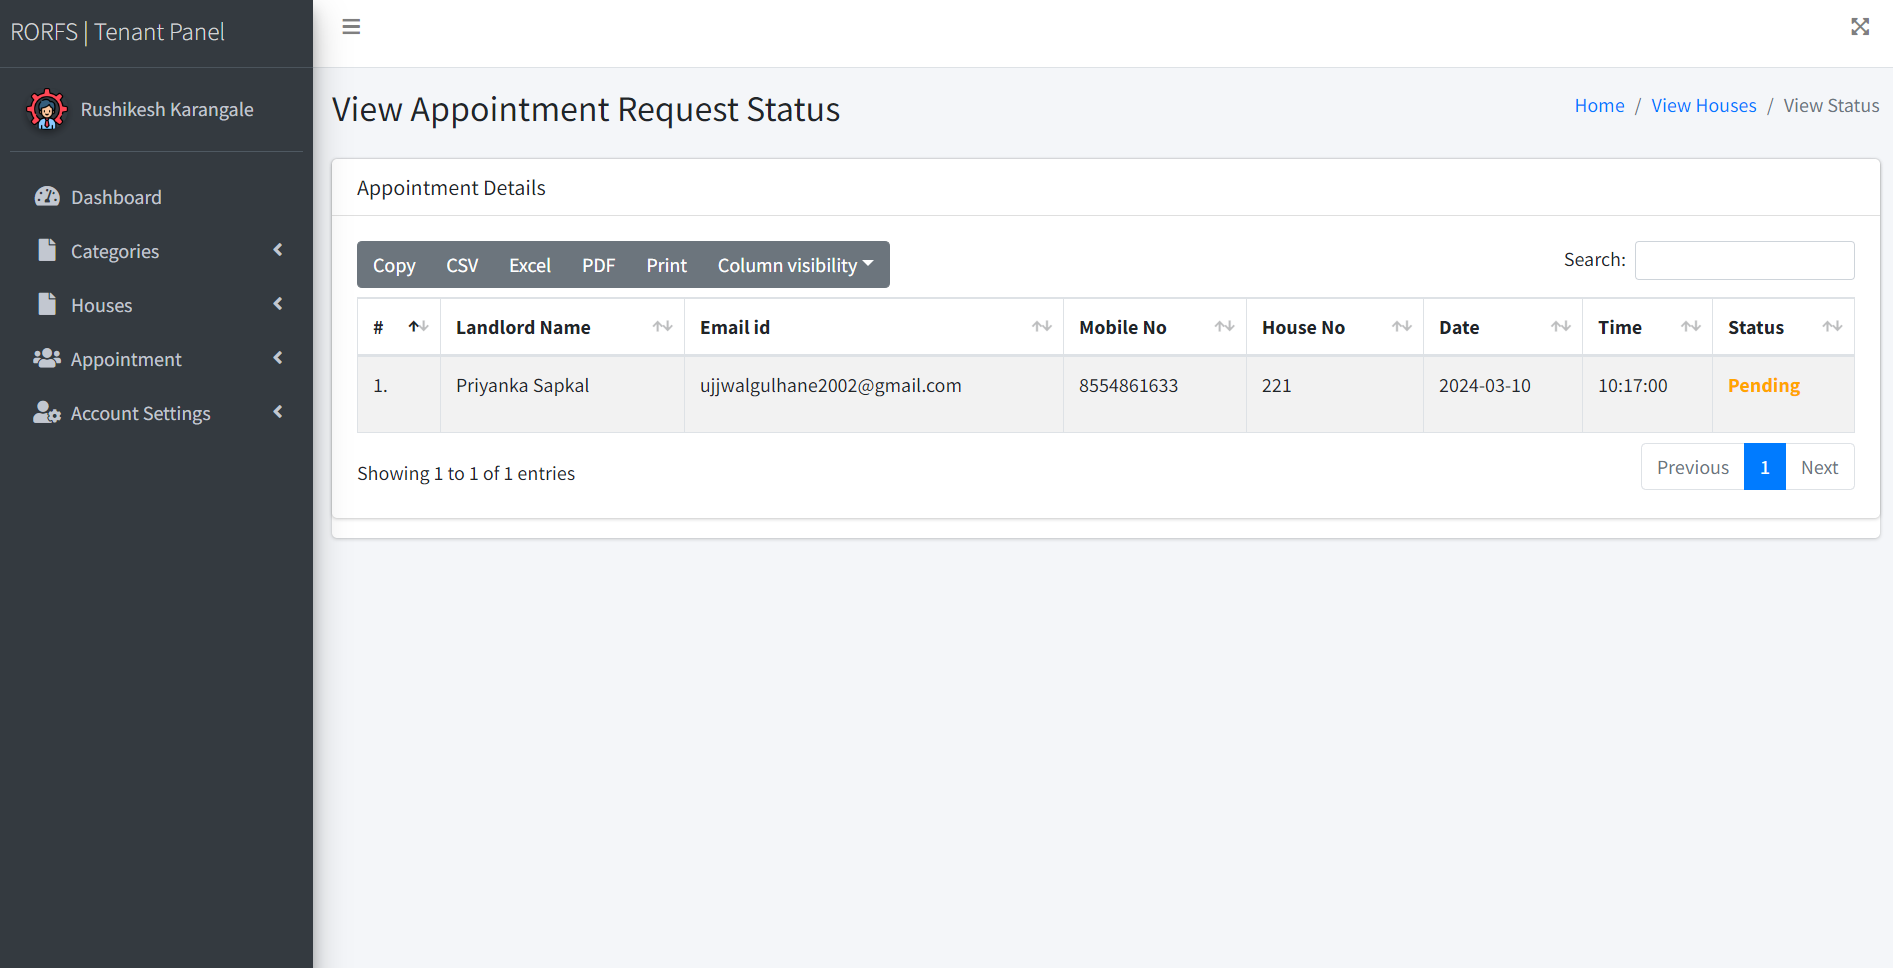 RORFS | Tenant Panel
Rushikesh Karangale
Dashboard
Categories
Houses
Appointment
Account Settings
View Appointment Request Status
Home / View Houses / View Status
Appointment Details
Copy CSV Excel PDF Print Column visibility
Search:
# Landlord Name Email id Mobile No House No Date Time Status
1. Priyanka Sapkal ujjwalgulhane2002@gmail.com 8554861633 221 2024-03-10 10:17:00 Pending
Showing 1 to 1 of 1 entries
Previous 1 Next